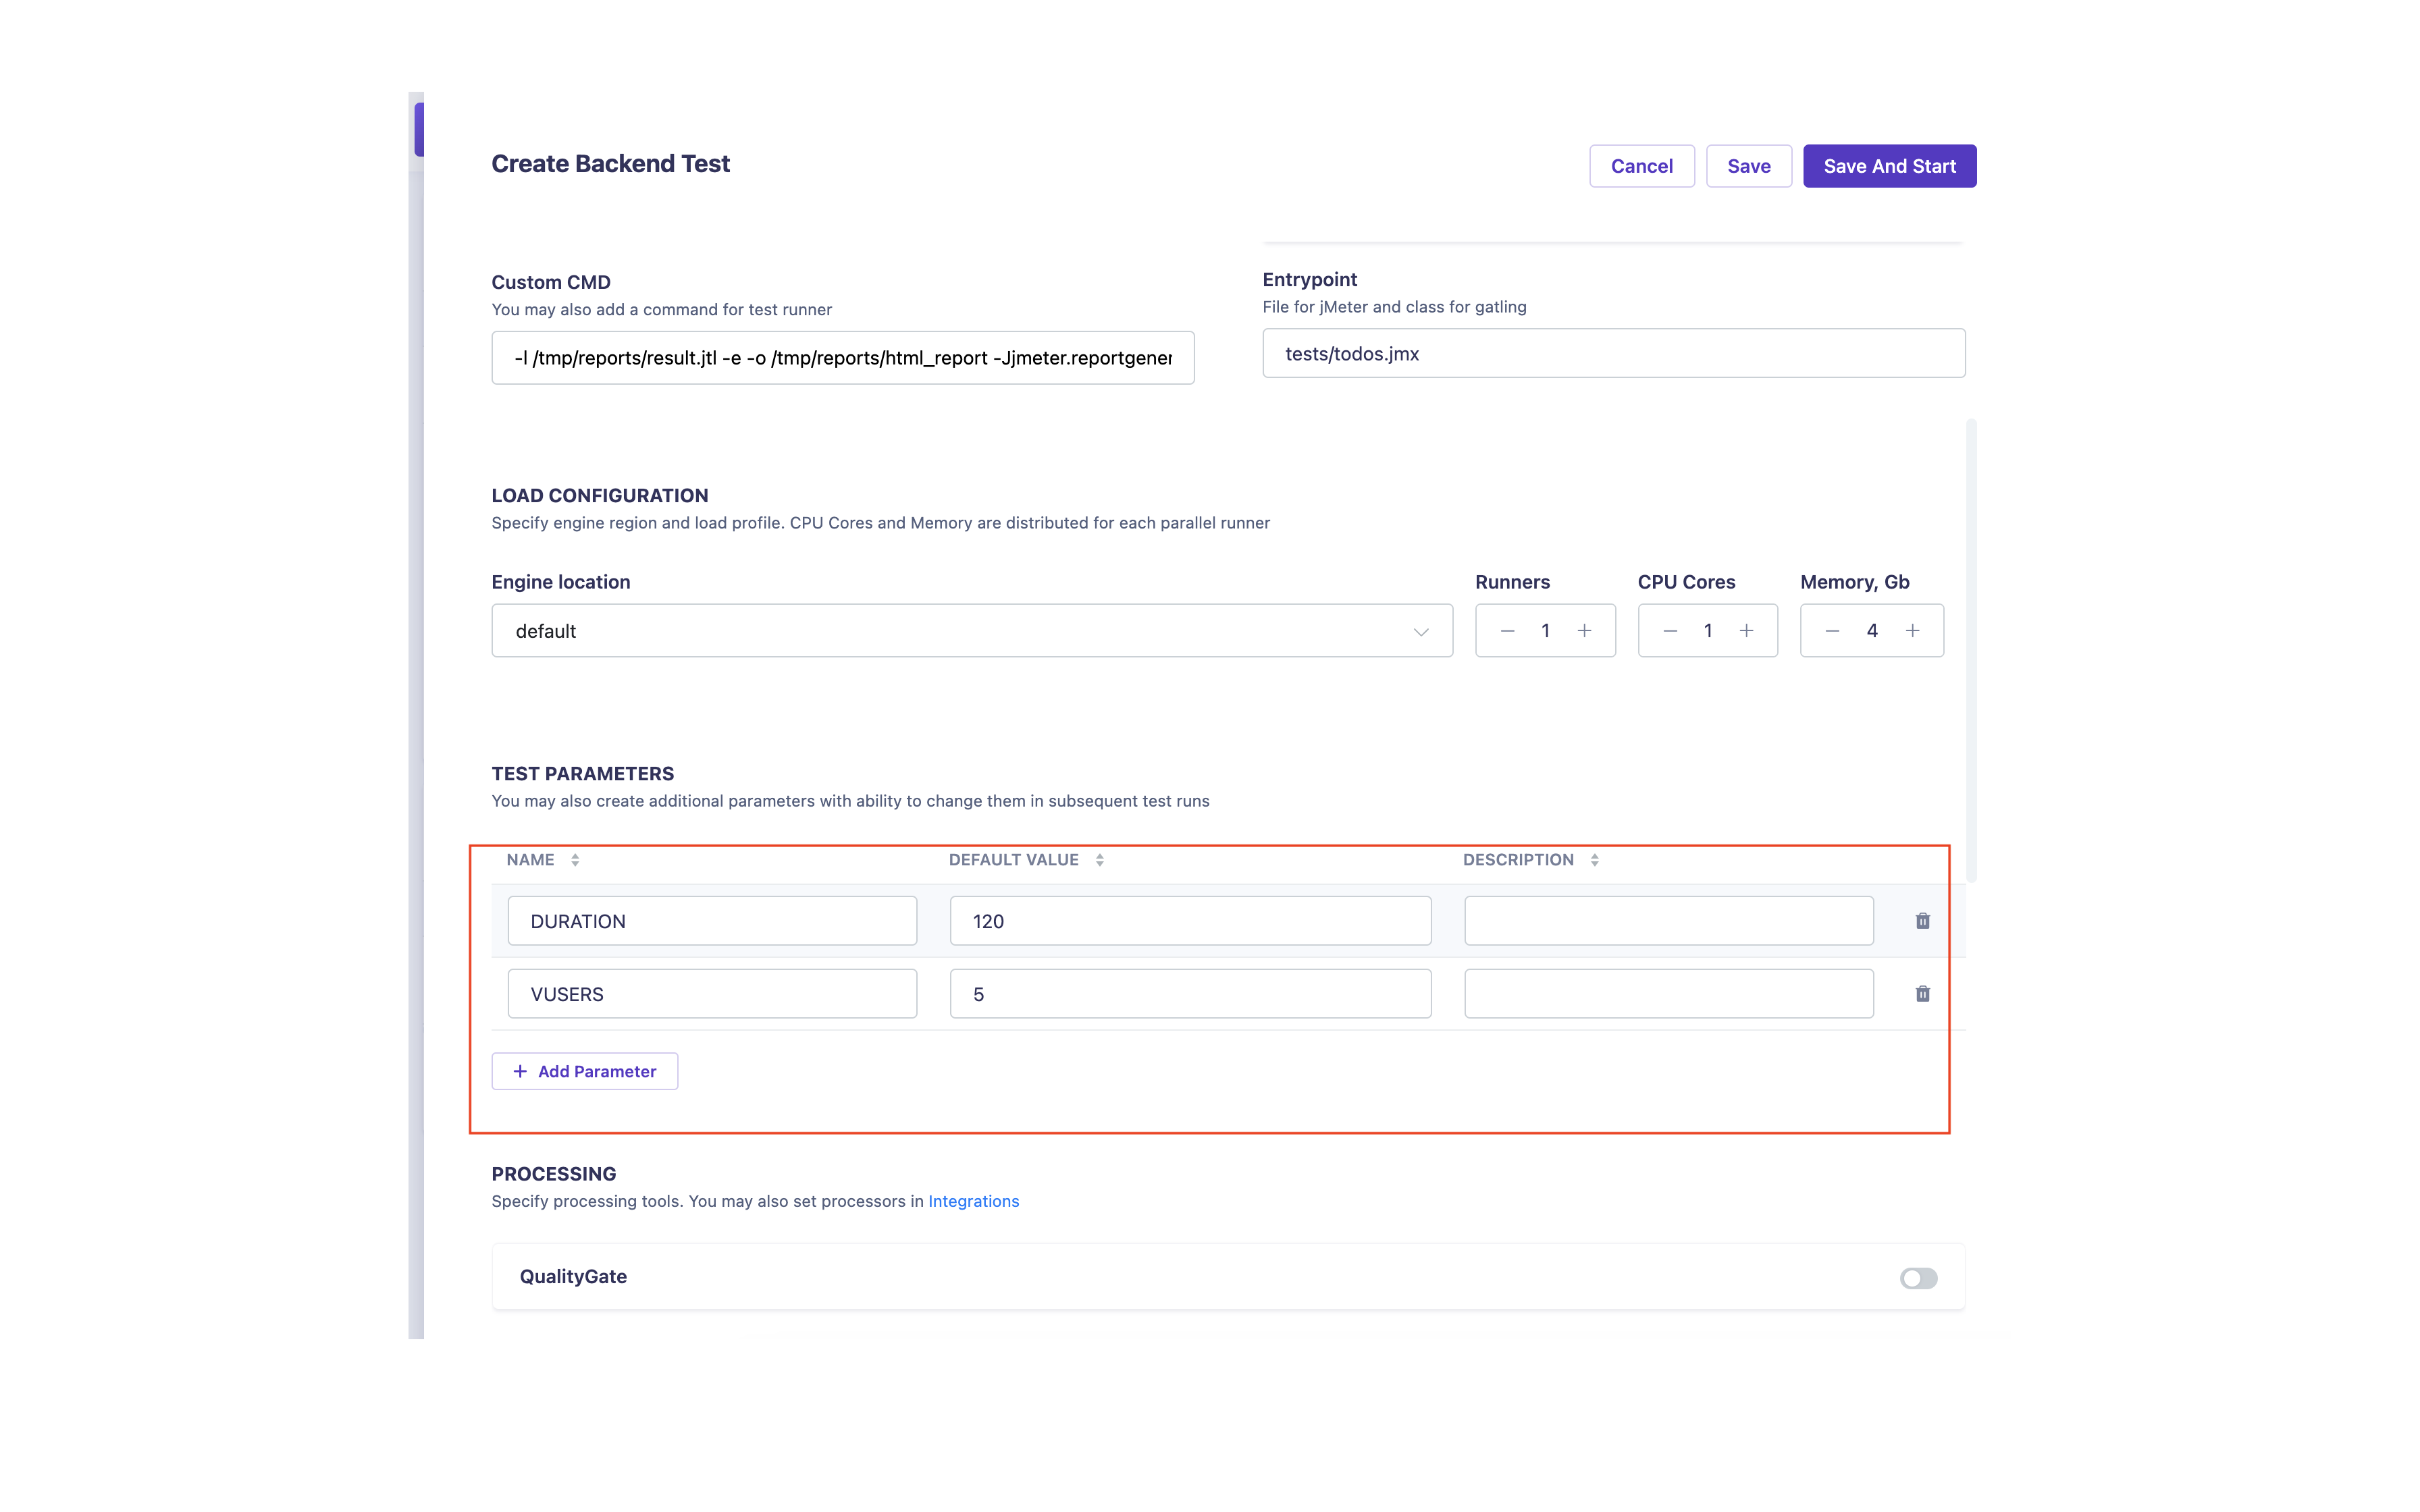 Create Backend Test
Cancel
Save
Save And Start
Custom CMD
You may also add a command for test runner
-l /tmp/reports/result.jtl -e -o /tmp/reports/html_report -Jjmeter.reportgener
Entrypoint
File for jMeter and class for gatling
tests/todos.jmx
LOAD CONFIGURATION
Specify engine region and load profile. CPU Cores and Memory are distributed for each parallel runner
Engine location
Runners
CPU Cores
Memory, Gb
default
1
1
4
TEST PARAMETERS
You may also create additional parameters with ability to change them in subsequent test runs
NAME
DEFAULT VALUE
DESCRIPTION
DURATION
120
VUSERS
5
+ Add Parameter
PROCESSING
Specify processing tools. You may also set processors in Integrations
QualityGate